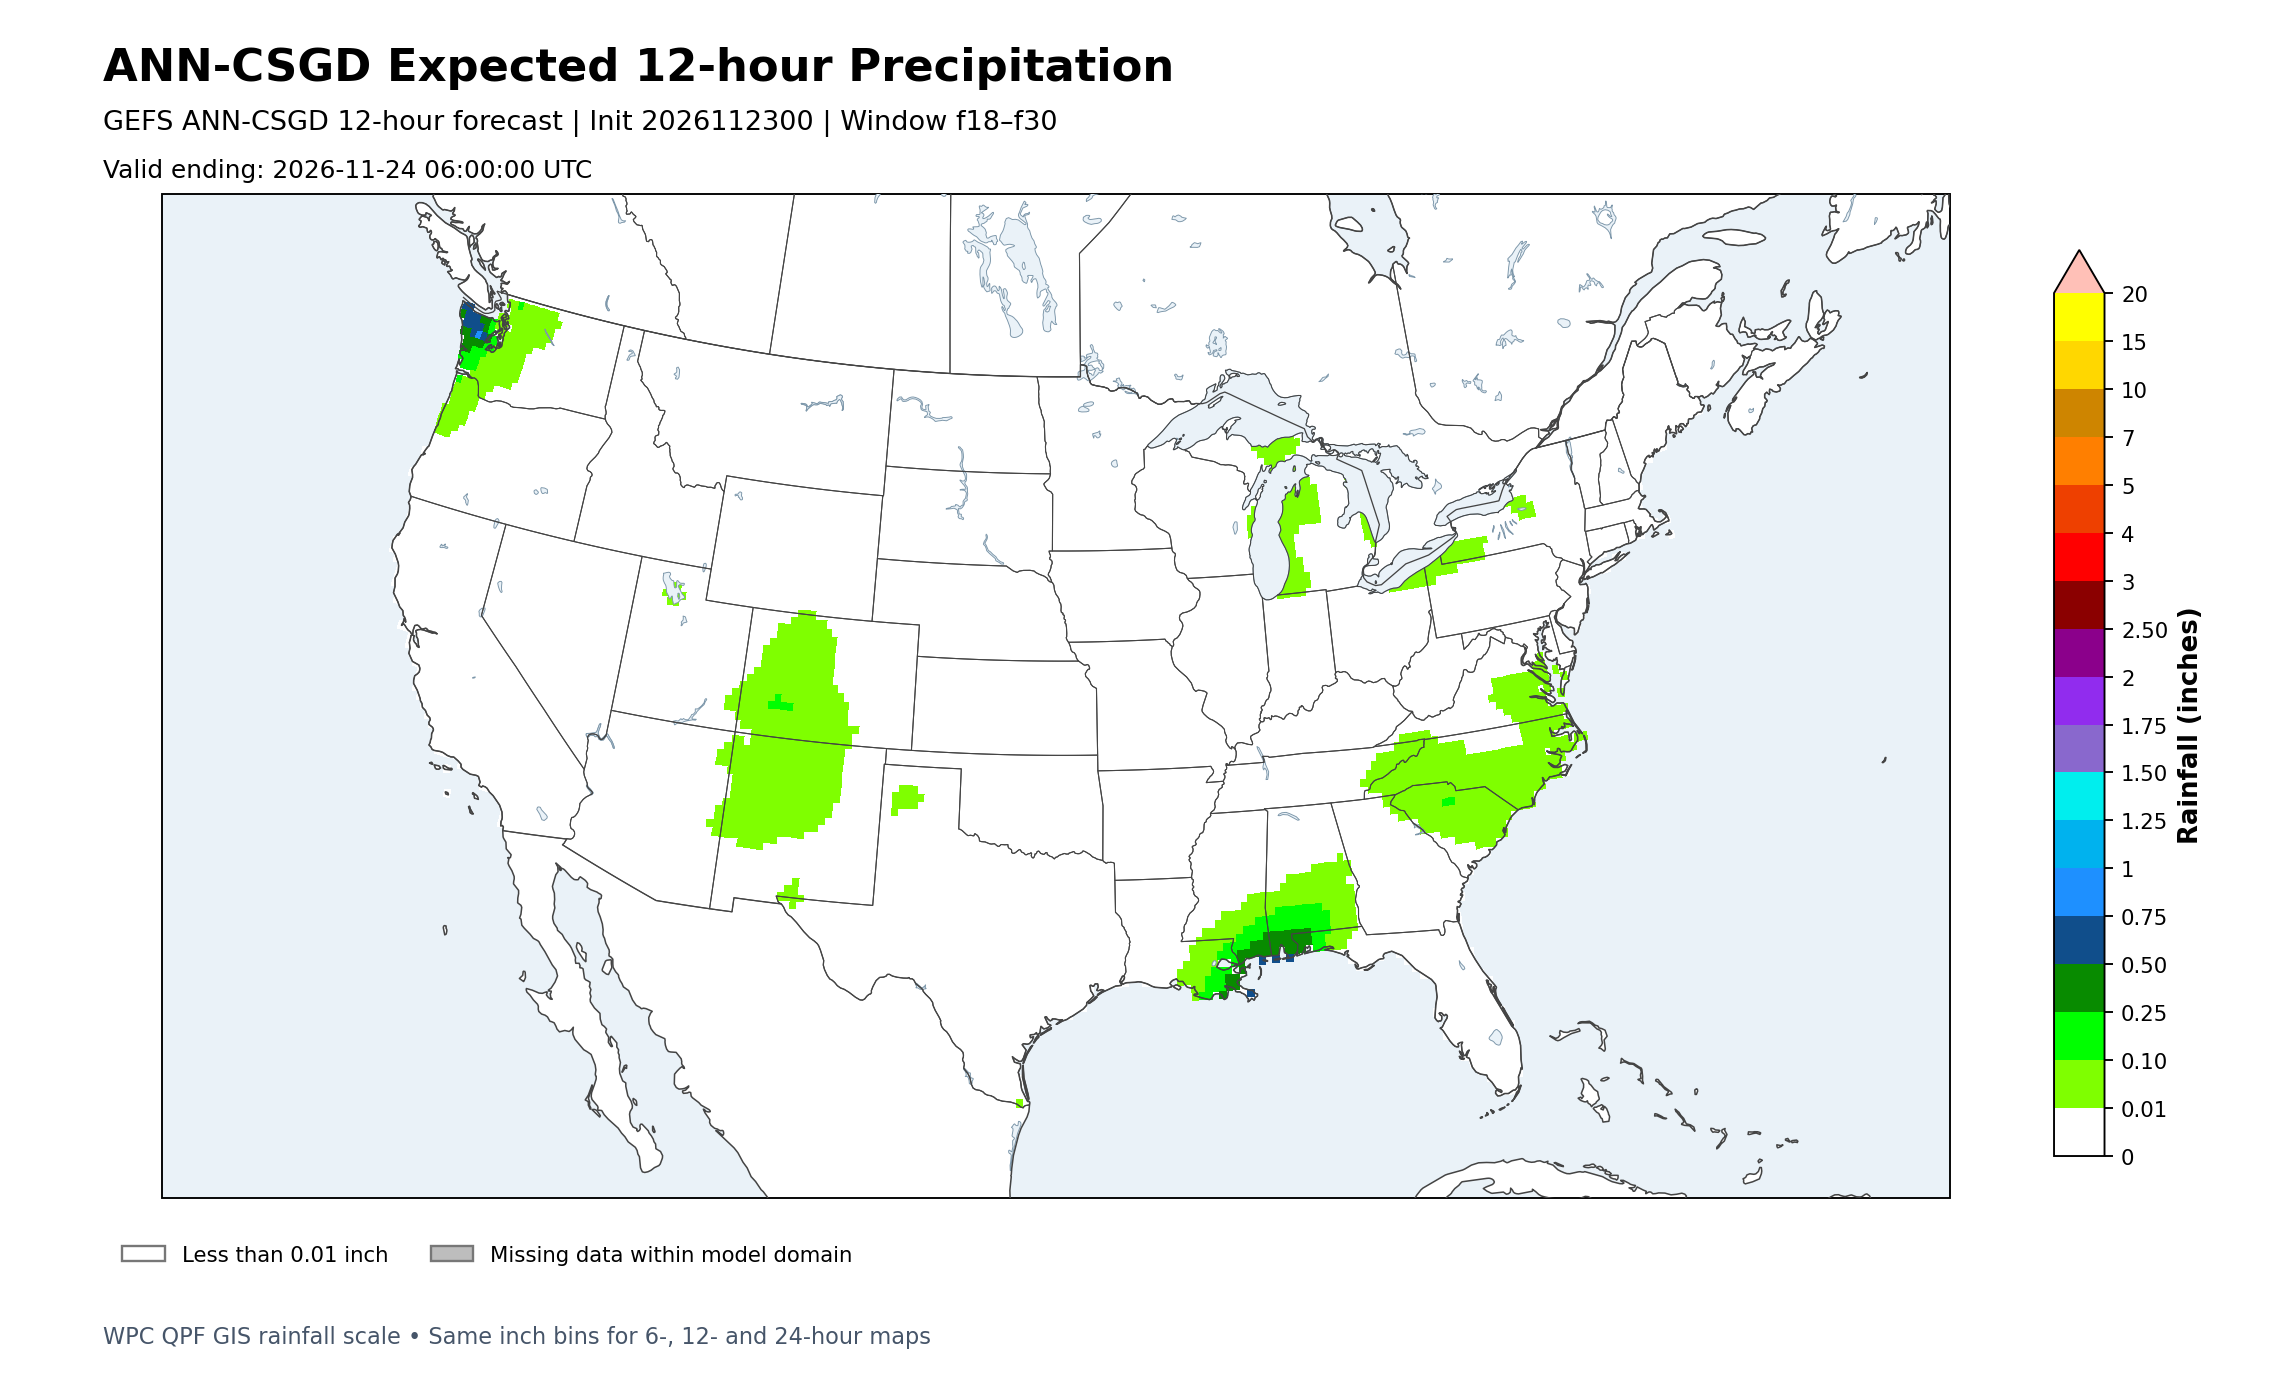 ANN-CSGD Expected 12-hour Precipitation
GEFS ANN-CSGD 12-hour forecast | Init 2026112300 | Window f18–f30
Valid ending: 2026-11-24 06:00:00 UTC
20
15
10
7
5
4
3
2.50
2
1.75
1.50
1.25
1
0.75
0.50
0.25
0.10
0.01
0
Rainfall (inches)
Less than 0.01 inch
Missing data within model domain
WPC QPF GIS rainfall scale • Same inch bins for 6-, 12- and 24-hour maps